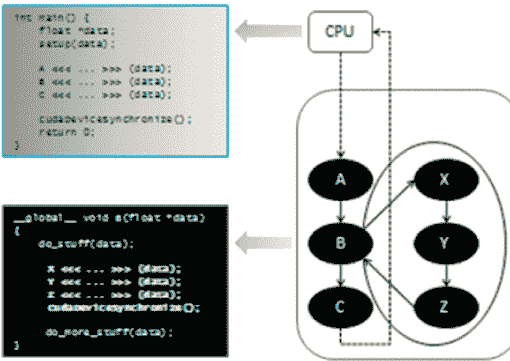 int main() {
float *data;
setup(data);
A <<< ... >>> (data);
B <<< ... >>> (data);
C <<< ... >>> (data);
cudaDeviceSynchronize();
return 0;
}
__global__ void B(float *data)
{
do_stuff(data);
X <<< ... >>> (data);
Y <<< ... >>> (data);
Z <<< ... >>> (data);
cudaDeviceSynchronize();
do_more_stuff(data);
}
CPU
A
X
B
Y
C
Z